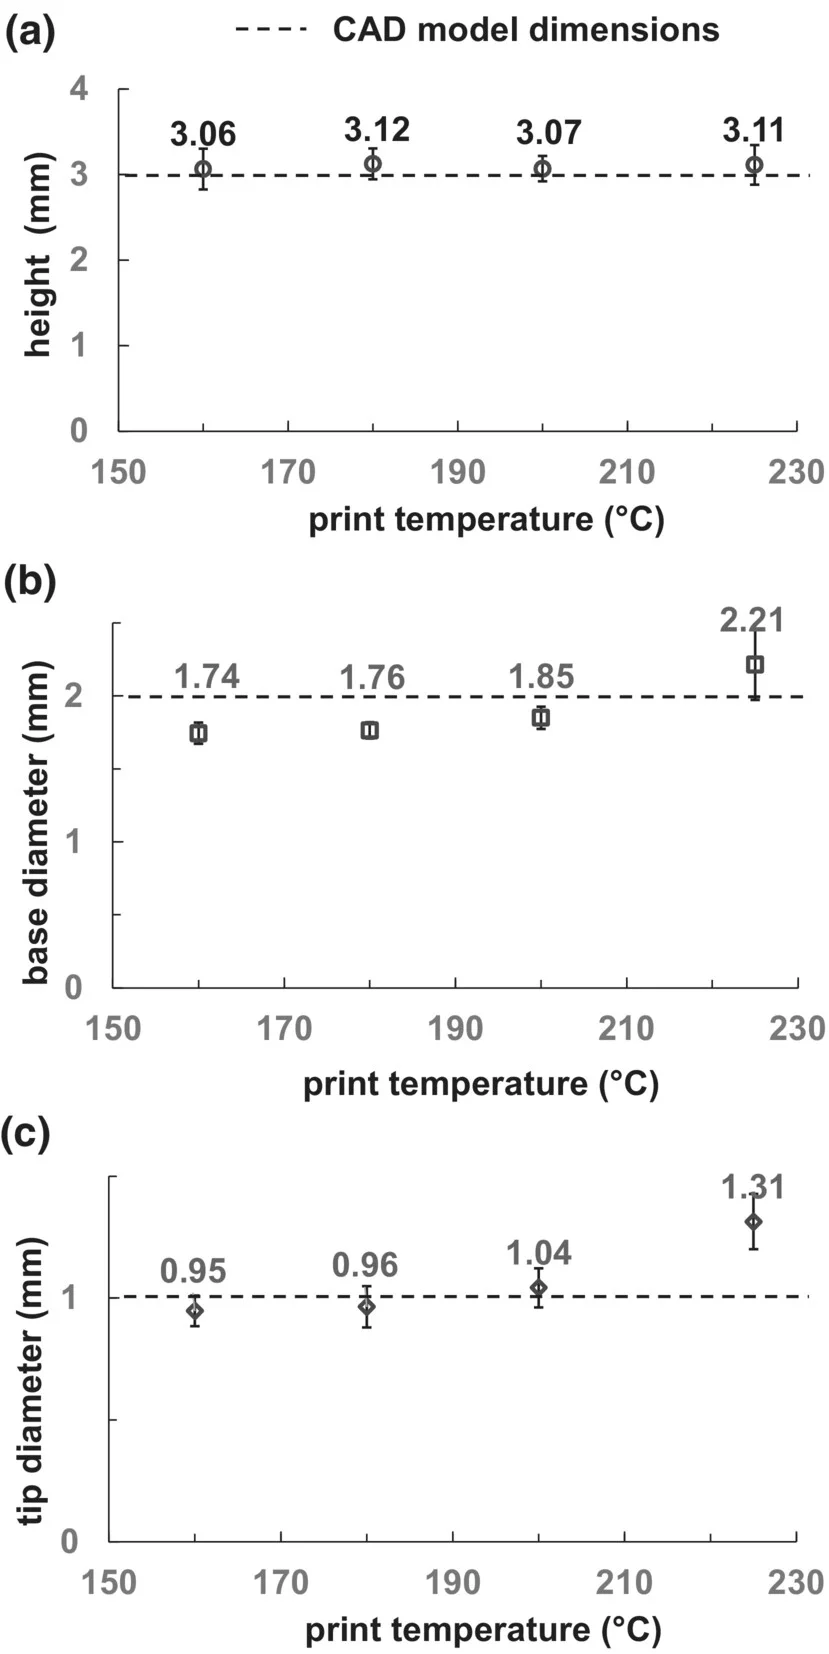 (a)
CAD model dimensions
4
3.06 3.12 3.07 3.11
3
2
1
0
height (mm)
150 170 190 210 230
print temperature (°C)
(b)
2.21
1.74 1.76 1.85
2
1
0
base diameter (mm)
150 170 190 210 230
print temperature (°C)
(c)
1.31
0.95 0.96 1.04
1
0
tip diameter (mm)
150 170 190 210 230
print temperature (°C)